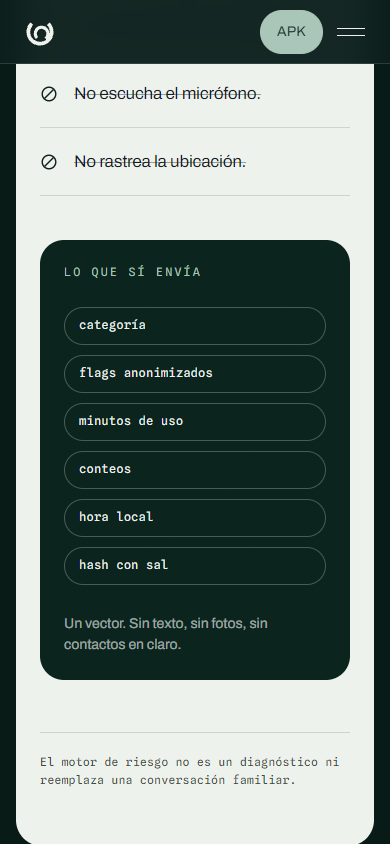 APK
No escucha el micrófono.
No rastrea la ubicación.
LO QUE SÍ ENVÍA
categoría
flags anonimizados
minutos de uso
conteos
hora local
hash con sal
Un vector. Sin texto, sin fotos, sin
contactos en claro.
El motor de riesgo no es un diagnóstico ni
reemplaza una conversación familiar.